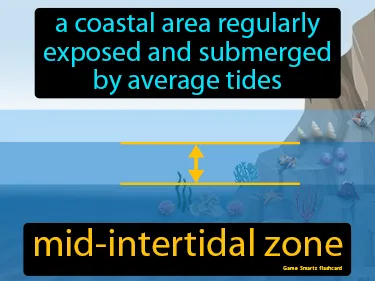 a coastal area regularly
exposed and submerged
by average tides
mid-intertidal zone
Game Smartz flashcard